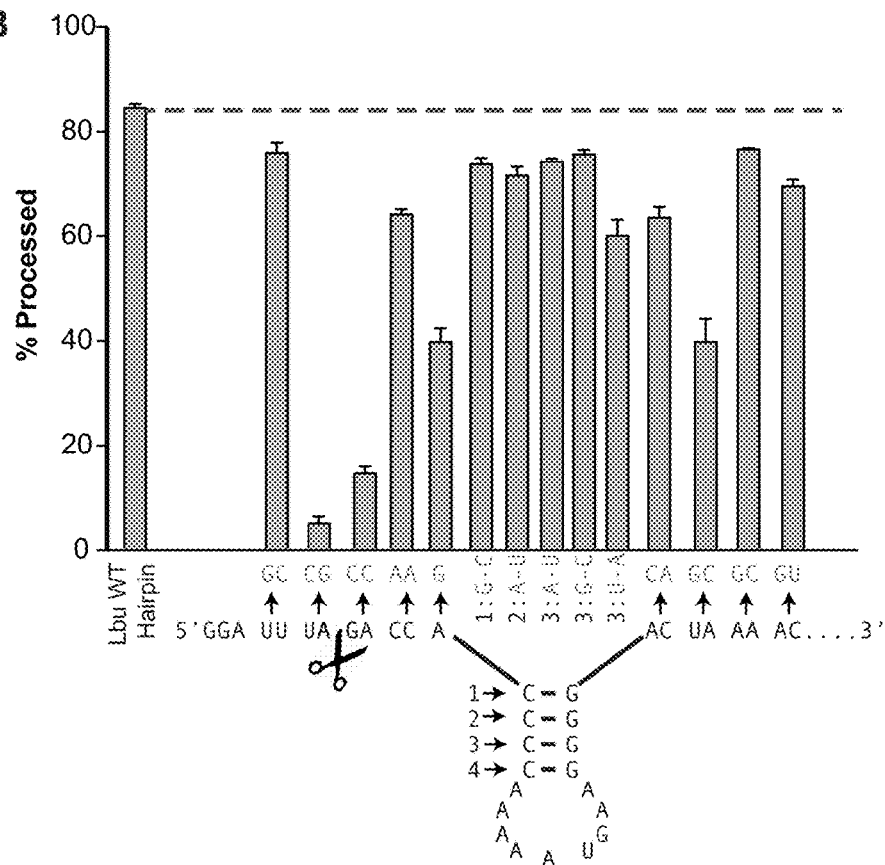 % Processed
100
80
60
40
20
0
Lbu WT
Hairpin
GC CG CC AA G 1:G-C 2:A-U 3:A-U 3:G-C 3:U-A CA GC GC GU
5'GGA UU UA GA CC A AC UA AA AC....3'
1 C G
2 C G
3 C G
4 C G
A A
A A
A G
A A U